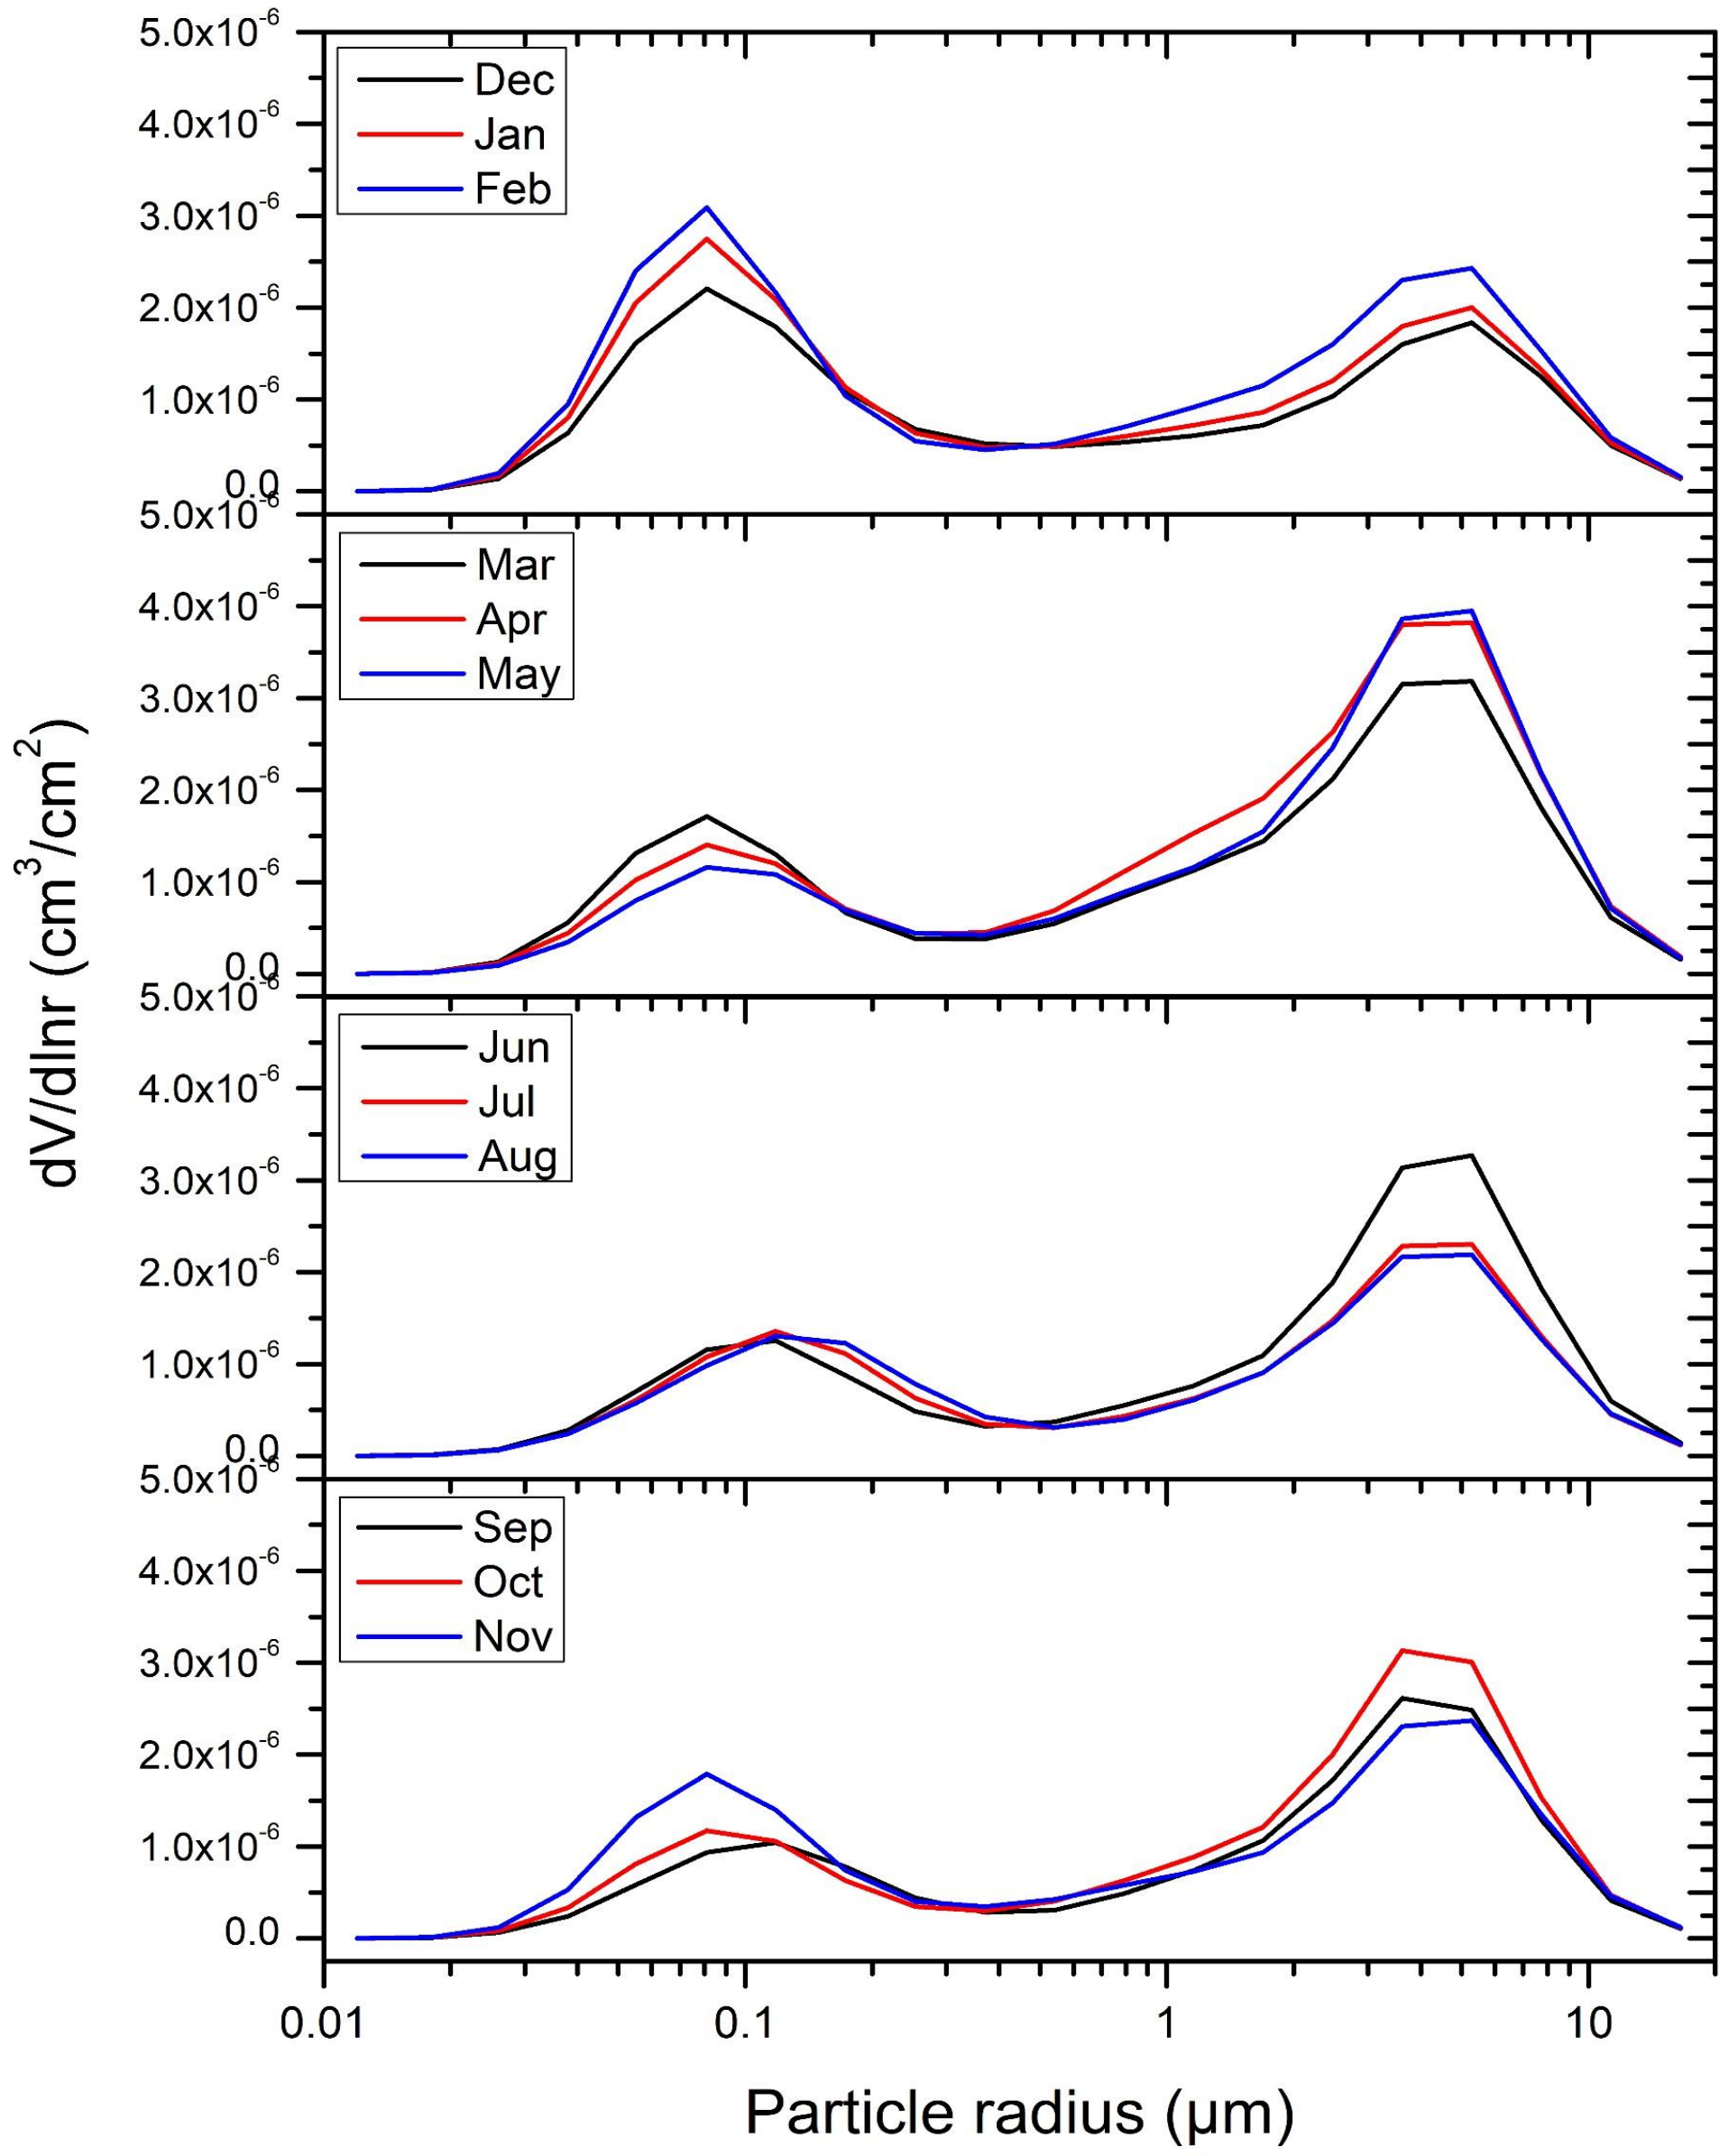 5.0x10⁻⁶
4.0x10⁻⁶
3.0x10⁻⁶
2.0x10⁻⁶
1.0x10⁻⁶
0.0
Dec
Jan
Feb
5.0x10⁻⁶
4.0x10⁻⁶
3.0x10⁻⁶
2.0x10⁻⁶
1.0x10⁻⁶
0.0
Mar
Apr
May
dV/dlnr (cm³/cm²)
5.0x10⁻⁶
4.0x10⁻⁶
3.0x10⁻⁶
2.0x10⁻⁶
1.0x10⁻⁶
0.0
Jun
Jul
Aug
5.0x10⁻⁶
4.0x10⁻⁶
3.0x10⁻⁶
2.0x10⁻⁶
1.0x10⁻⁶
0.0
Sep
Oct
Nov
0.01 0.1 1 10
Particle radius (µm)